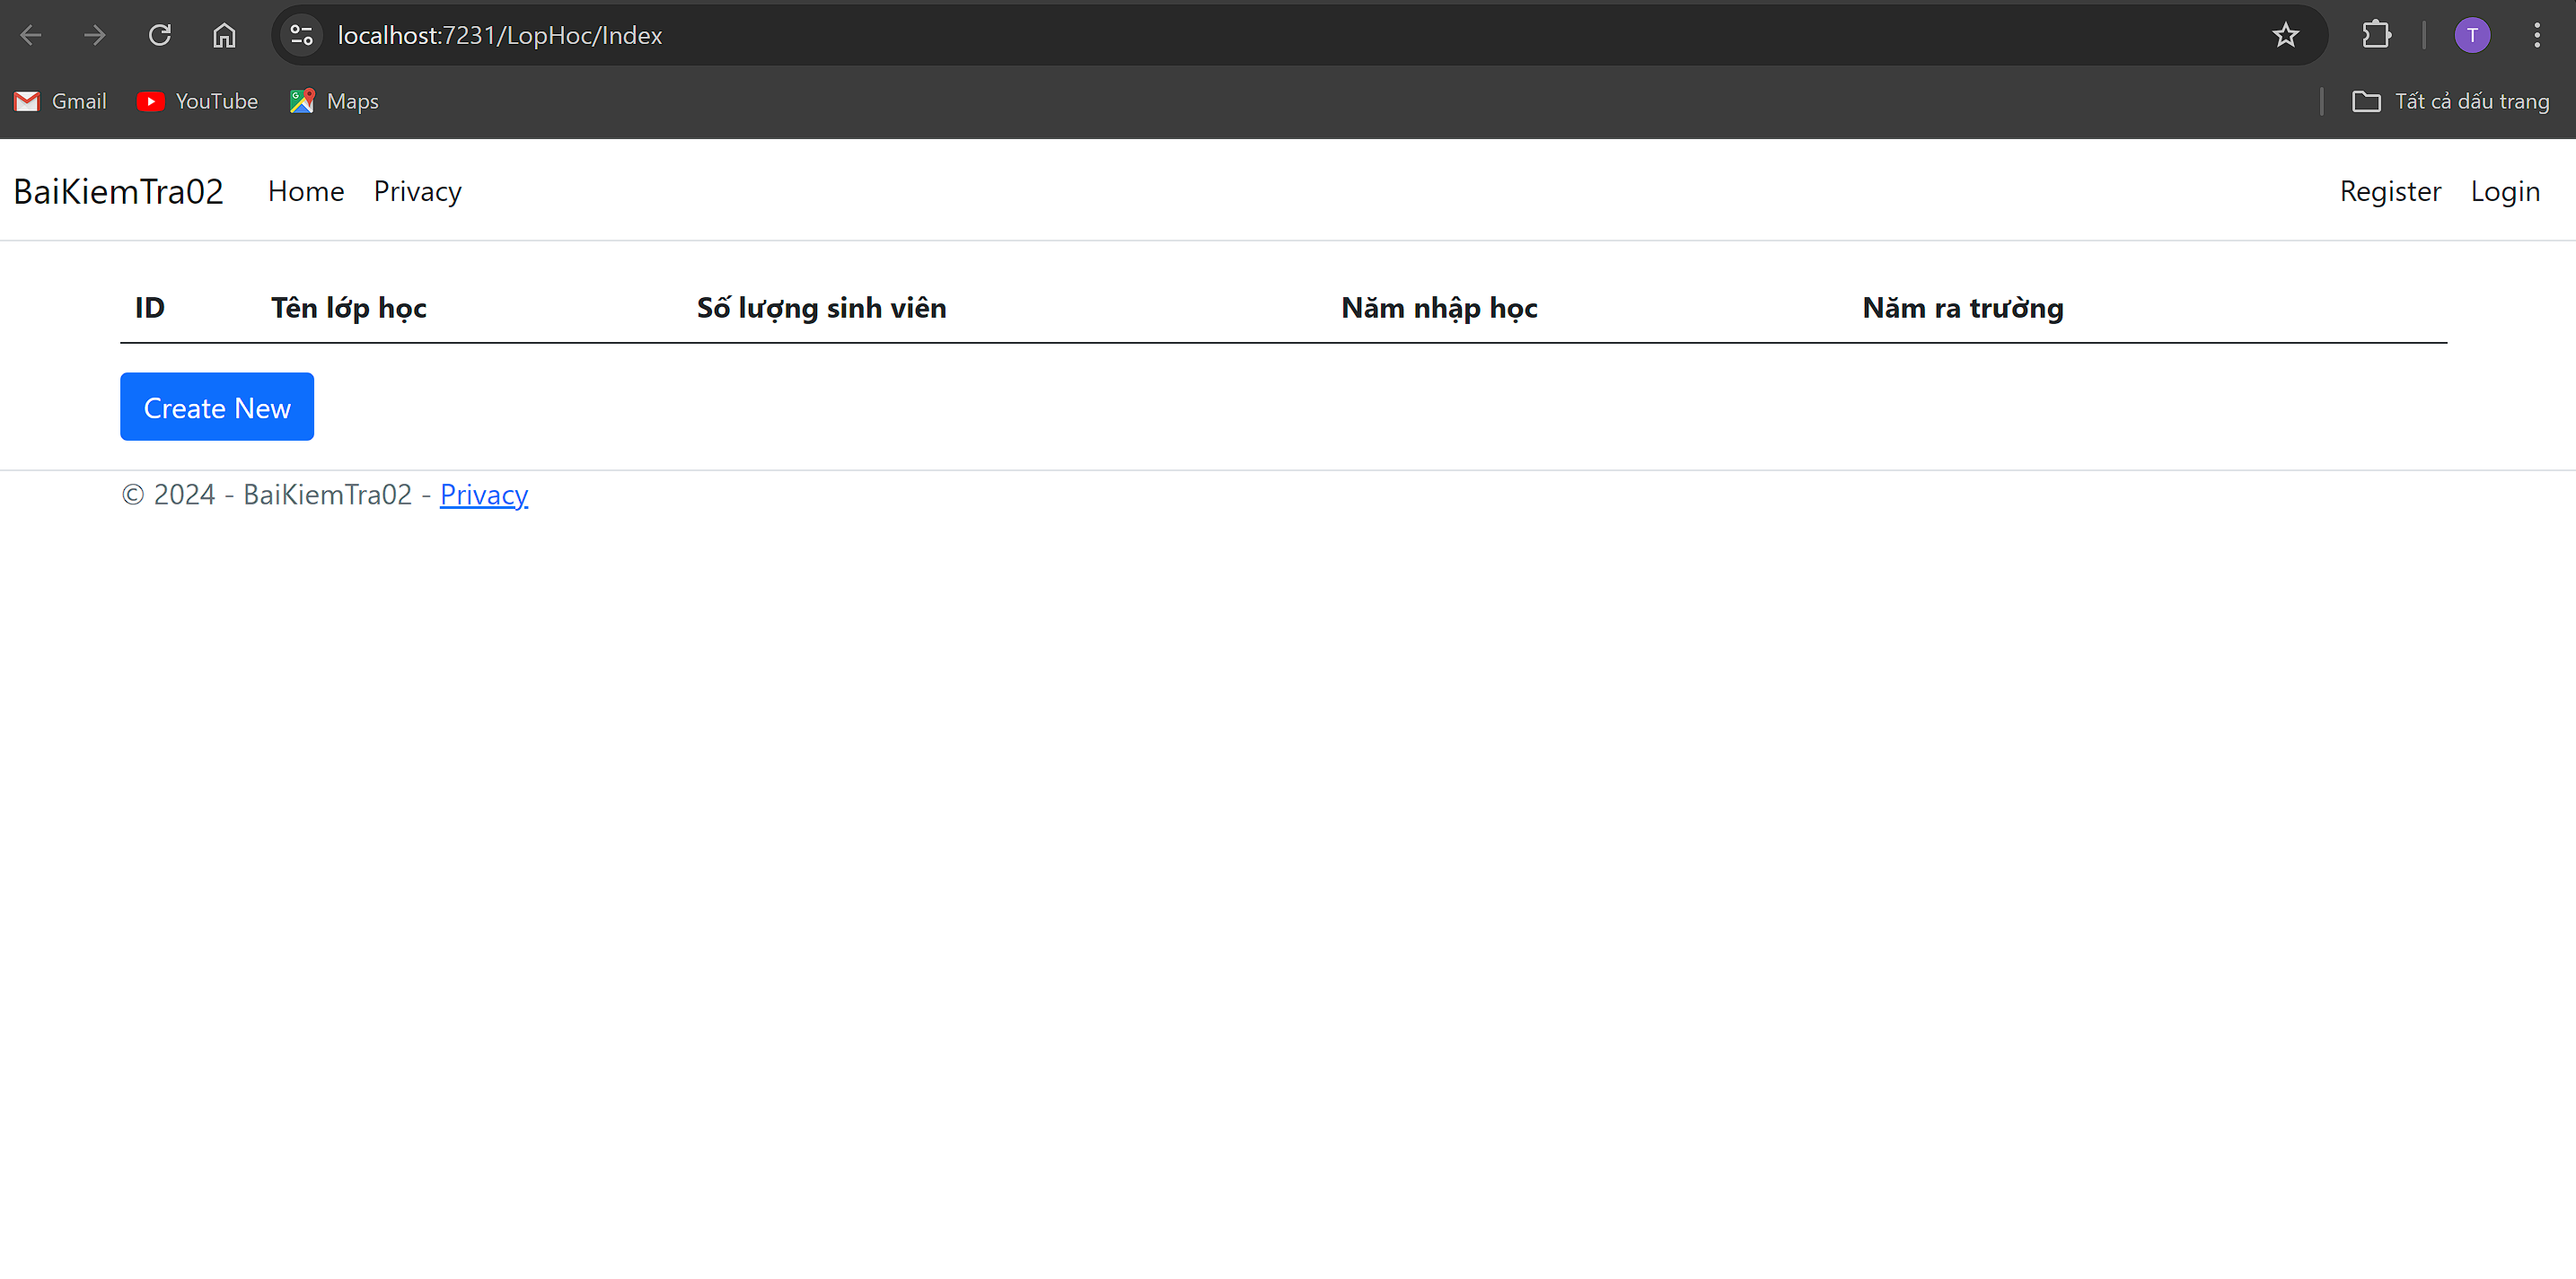 localhost:7231/LopHoc/Index
T
Gmail YouTube Maps Tất cả dấu trang
BaiKiemTra02 Home Privacy Register Login
ID Tên lớp học Số lượng sinh viên Năm nhập học Năm ra trường
Create New
© 2024 - BaiKiemTra02 - Privacy